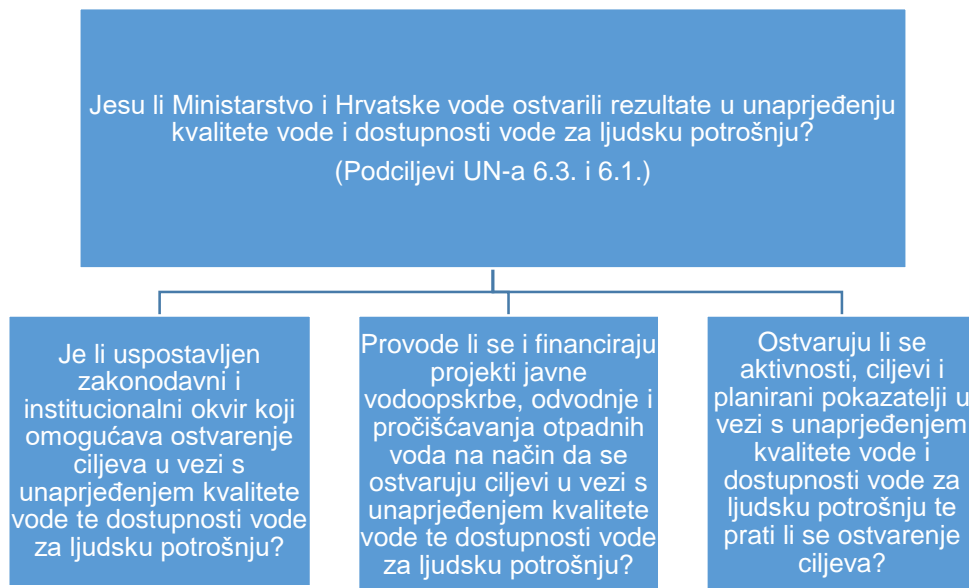 Jesu li Ministarstvo i Hrvatske vode ostvarili rezultate u unaprjeđenju
kvalitete vode i dostupnosti vode za ljudsku potrošnju?
(Podciljevi UN-a 6.3. i 6.1.)
Je li uspostavljen
zakonodavni i
institucionalni okvir koji
omogućava ostvarenje
ciljeva u vezi s
unaprjeđenjem kvalitete
vode te dostupnosti vode
za ljudsku potrošnju?
Provode li se i financiraju
projekti javne
vodoopskrbe, odvodnje i
pročišćavanja otpadnih
voda na način da se
ostvaruju ciljevi u vezi s
unaprjeđenjem kvalitete
vode te dostupnosti vode
za ljudsku potrošnju?
Ostvaruju li se
aktivnosti, ciljevi i
planirani pokazatelji u
vezi s unaprjeđenjem
kvalitete vode i
dostupnosti vode za
ljudsku potrošnju te
prati li se ostvarenje
ciljeva?